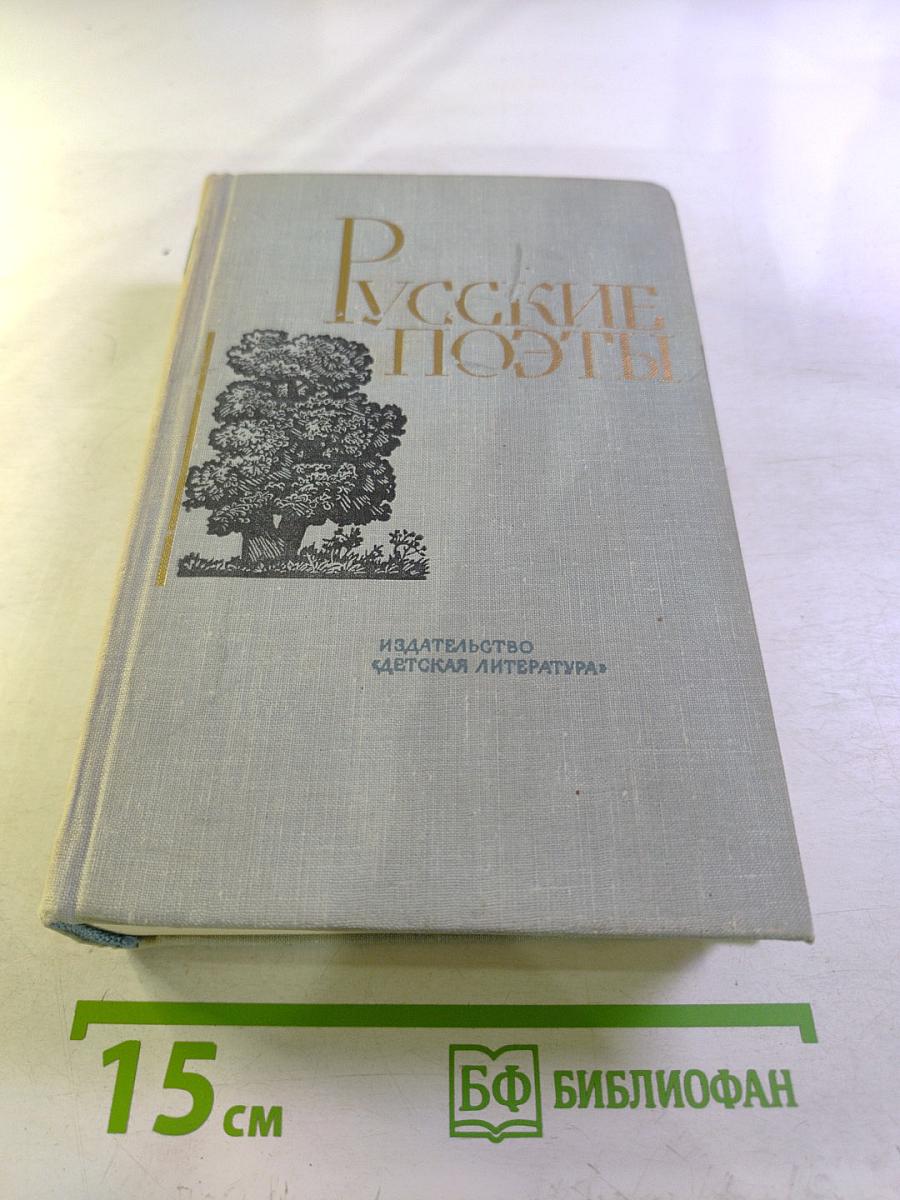 Русские
поэты
ИЗДАТЕЛЬСТВО
«ДЕТСКАЯ ЛИТЕРАТУРА»
15 см
БФ БИБЛИОФАН